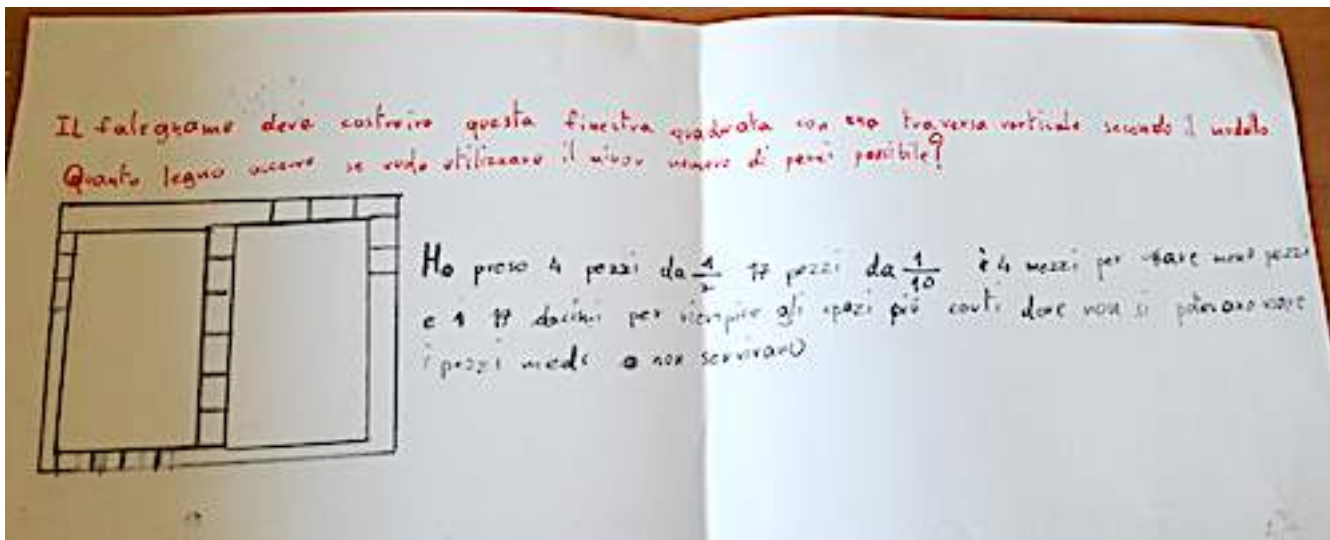 Il falegname deve costruire questa finestra quadrata con una traversa verticale secondo il modello.
Quanto legno occorre se vuole utilizzare il minor numero di pezzi possibile?
Ho preso 4 pezzi da 1/2 17 pezzi da 1/10 i 4 mezzi per usare meno pezzi
e i 17 decimi per riempire gli spazi più corti dove non si potevano usare
i pezzi medi o non servivano